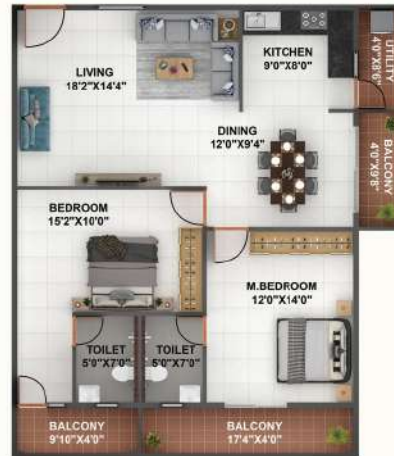 LIVING
18'2"X14'4"
KITCHEN
9'0"X8'0"
UTILITY
4'0"X8'6"
DINING
12'0"X9'4"
BALCONY
4'0"X9'8"
BEDROOM
15'2"X10'0"
M.BEDROOM
12'0"X14'0"
TOILET
5'0"X7'0"
TOILET
5'0"X7'0"
BALCONY
9'10"X4'0"
BALCONY
17'4"X4'0"